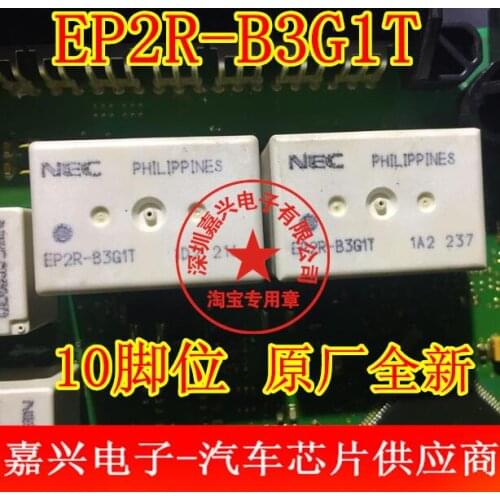 EP2R-B3G1T
NEC PHILIPPINES
EP2R-B3G1T
NEC PHILIPPINES
EP2R-B3G1T 1A2 237
深圳嘉兴电子有限公司
淘宝专用章
NEC
10脚位 原厂全新
嘉兴电子-汽车芯片供应商